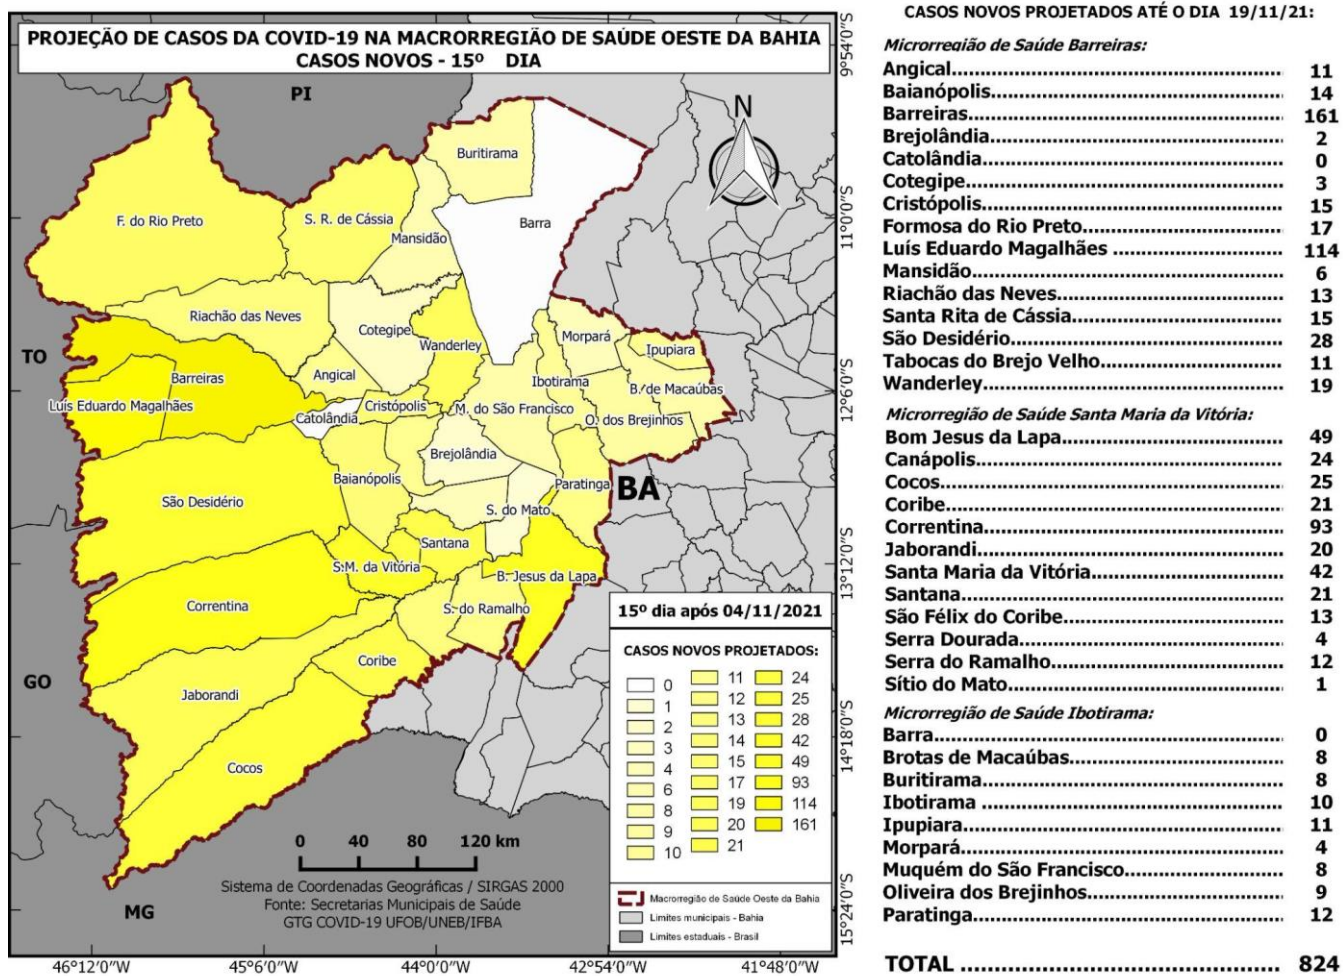 PROJEÇÃO DE CASOS DA COVID-19 NA MACRORREGIÃO DE SAÚDE OESTE DA BAHIA
CASOS NOVOS - 15º DIA
PI
N
Buritirama
F. do Rio Preto
S. R. de Cássia
Mansidão
Barra
Riachão das Neves
Cotegipe
Wanderley
Morpará
Ipupiara
TO
Angical
Barreiras
Ibotirama
B. de Macaúbas
Luís Eduardo Magalhães
Catolândia
Cristópolis
M. do São Francisco
O. dos Brejinhos
Brejolândia
Baianópolis
Paratinga
BA
São Desidério
S. do Mato
Santana
S.M. da Vitória
B. Jesus da Lapa
Correntina
S. do Ramalho
Coribe
GO
Jaborandi
Cocos
MG
15º dia após 04/11/2021
CASOS NOVOS PROJETADOS:
0
1
2
3
4
6
8
9
10
11
12
13
14
15
17
19
20
21
24
25
28
42
49
93
114
161
Macrorregião de Saúde Oeste da Bahia
Limites municipais - Bahia
Limites estaduais - Brasil
0 40 80 120 km
Sistema de Coordenadas Geográficas / SIRGAS 2000
Fonte: Secretarias Municipais de Saúde
GTG COVID-19 UFOB/UNEB/IFBA
9°54'0"S
11°0'0"S
12°6'0"S
13°12'0"S
14°18'0"S
15°24'0"S
46°12'0"W 45°6'0"W 44°0'0"W 42°54'0"W 41°48'0"W
CASOS NOVOS PROJETADOS ATÉ O DIA 19/11/21:
Microrregião de Saúde Barreiras:
Angical........ 11
Baianópolis........ 14
Barreiras........ 161
Brejolândia........ 2
Catolândia........ 0
Cotegipe........ 3
Cristópolis........ 15
Formosa do Rio Preto........ 17
Luís Eduardo Magalhães ........ 114
Mansidão........ 6
Riachão das Neves........ 13
Santa Rita de Cássia........ 15
São Desidério........ 28
Tabocas do Brejo Velho........ 11
Wanderley........ 19
Microrregião de Saúde Santa Maria da Vitória:
Bom Jesus da Lapa........ 49
Canápolis........ 24
Cocos........ 25
Coribe........ 21
Correntina........ 93
Jaborandi........ 20
Santa Maria da Vitória........ 42
Santana........ 21
São Félix do Coribe........ 13
Serra Dourada........ 4
Serra do Ramalho........ 12
Sítio do Mato........ 1
Microrregião de Saúde Ibotirama:
Barra........ 0
Brotas de Macaúbas........ 8
Buritirama........ 8
Ibotirama ........ 10
Ipupiara........ 11
Morpará........ 4
Muquém do São Francisco........ 8
Oliveira dos Brejinhos........ 9
Paratinga........ 12
TOTAL ........ 824